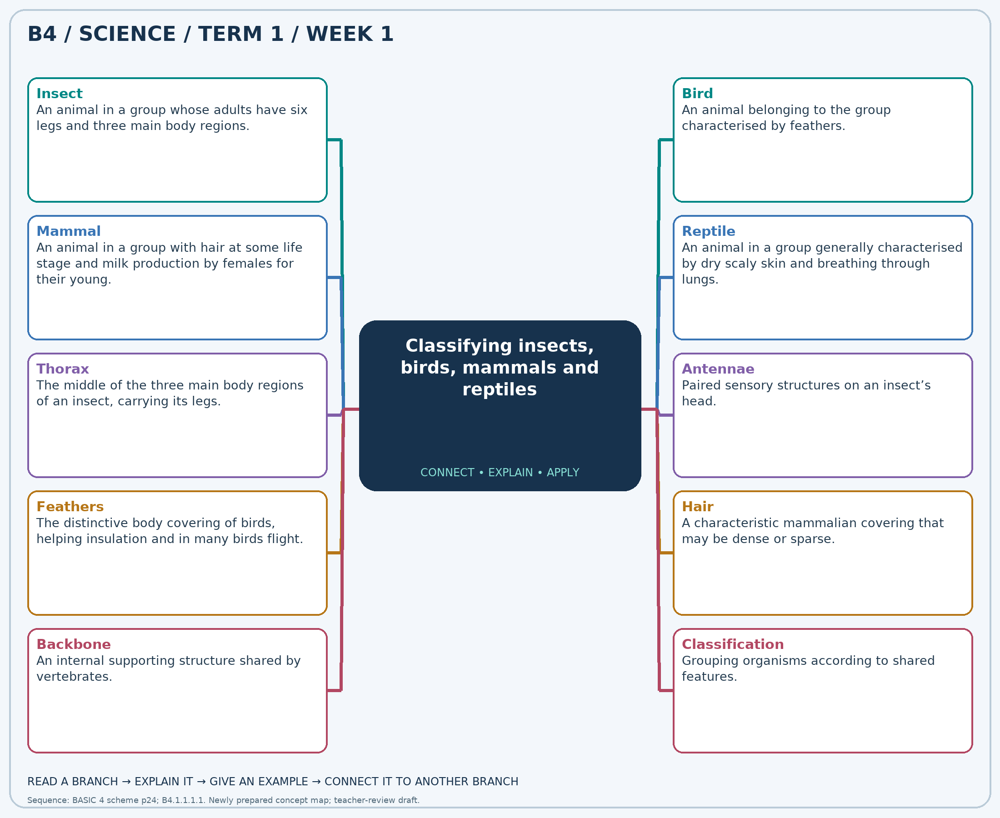 B4 / SCIENCE / TERM 1 / WEEK 1
Insect
An animal in a group whose adults have six
legs and three main body regions.
Mammal
An animal in a group with hair at some life
stage and milk production by females for
their young.
Thorax
The middle of the three main body regions
of an insect, carrying its legs.
Feathers
The distinctive body covering of birds,
helping insulation and in many birds flight.
Backbone
An internal supporting structure shared by
vertebrates.
Classifying insects,
birds, mammals and
reptiles
CONNECT • EXPLAIN • APPLY
Bird
An animal belonging to the group
characterised by feathers.
Reptile
An animal in a group generally characterised
by dry scaly skin and breathing through
lungs.
Antennae
Paired sensory structures on an insect’s
head.
Hair
A characteristic mammalian covering that
may be dense or sparse.
Classification
Grouping organisms according to shared
features.
READ A BRANCH → EXPLAIN IT → GIVE AN EXAMPLE → CONNECT IT TO ANOTHER BRANCH
Sequence: BASIC 4 scheme p24; B4.1.1.1.1. Newly prepared concept map; teacher-review draft.